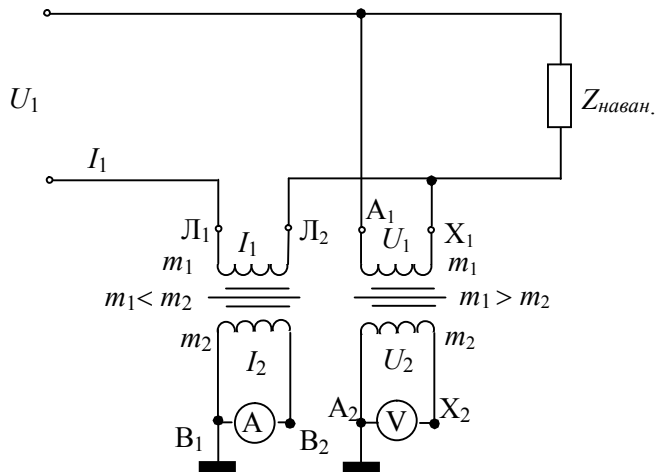 U₁
Zнаван.
I₁
A₁
Л₁
I₁
Л₂
U₁
X₁
m₁
m₁
m₁ < m₂
m₁ > m₂
m₂
m₂
I₂
U₂
A₂
X₂
A
V
B₁
B₂